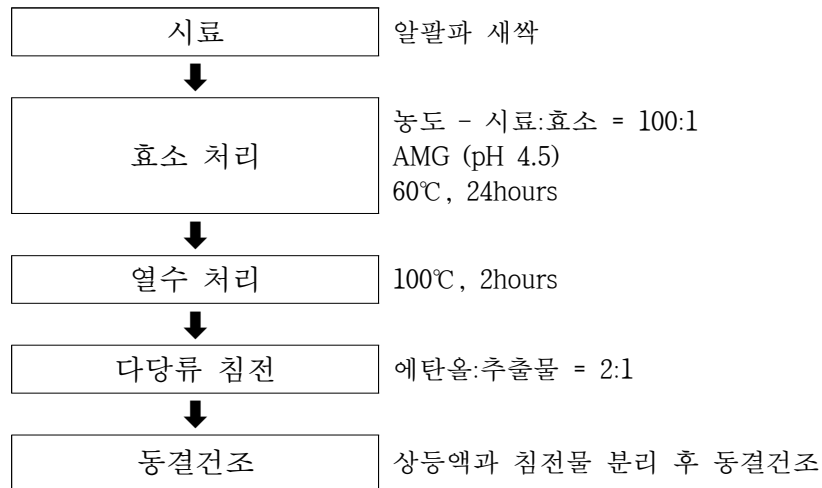 시료
알팔파 새싹
효소 처리
농도 - 시료:효소 = 100:1
AMG (pH 4.5)
60℃, 24hours
열수 처리
100℃, 2hours
다당류 침전
에탄올:추출물 = 2:1
동결건조
상등액과 침전물 분리 후 동결건조